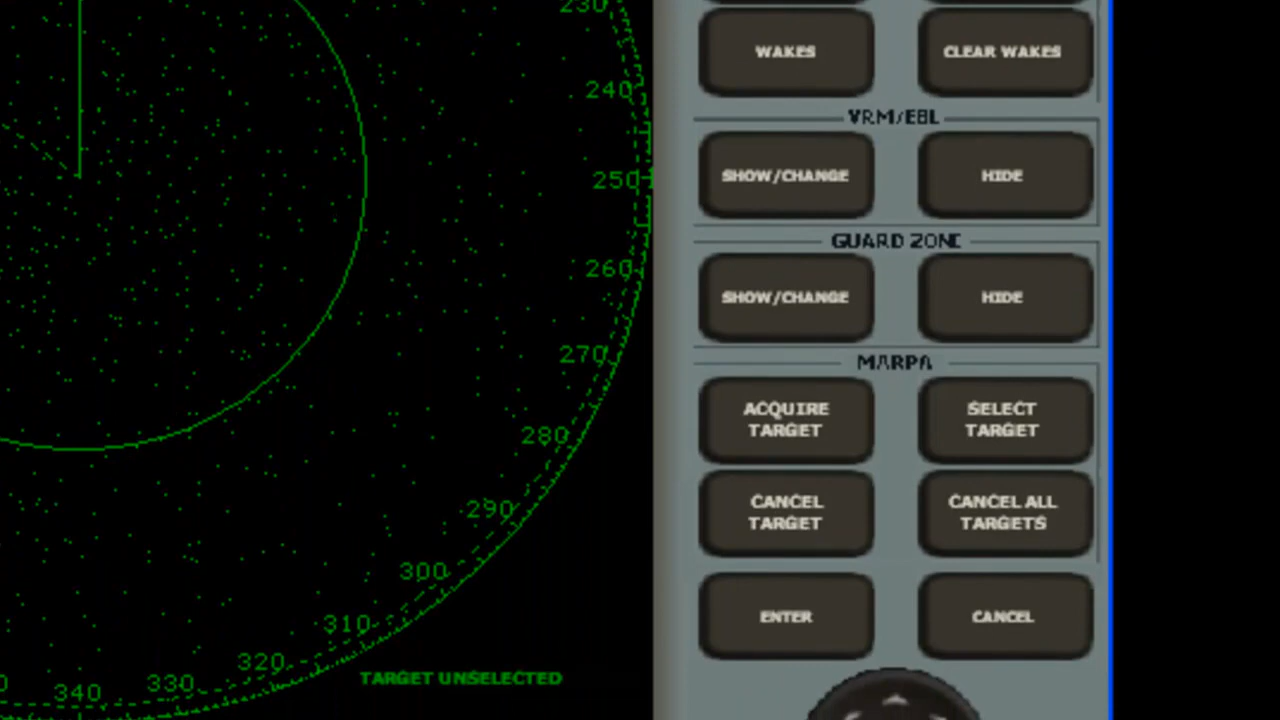 230
240
250
260
270
280
290
300
310
320
330
340
TARGET UNSELECTED
WAKES
CLEAR WAKES
VRM/EBL
SHOW/CHANGE
HIDE
GUARD ZONE
SHOW/CHANGE
HIDE
MARPA
ACQUIRE
TARGET
SELECT
TARGET
CANCEL
TARGET
CANCEL ALL
TARGETS
ENTER
CANCEL